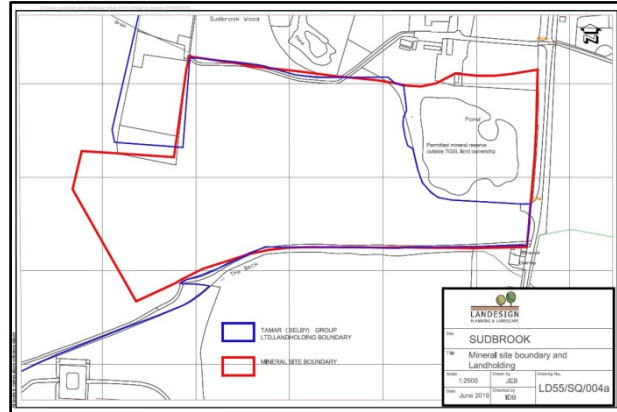 Sudbrook Wood
Drain
Pond
Pond
Permitted mineral reserve
outside TGSL land ownership
The Beck
TAMAR (SELBY) GROUP
LTD,LANDHOLDING BOUNDARY
MINERAL SITE BOUNDARY
LANDESIGN
PLANNING & LANDSCAPE
Site
SUDBROOK
Title
Mineral site boundary and
Landholding
Scale
1:2500
Drawn by
JEB
Drawing No.
LD55/SQ/004a
Date
June 2019
Checked by
IDB